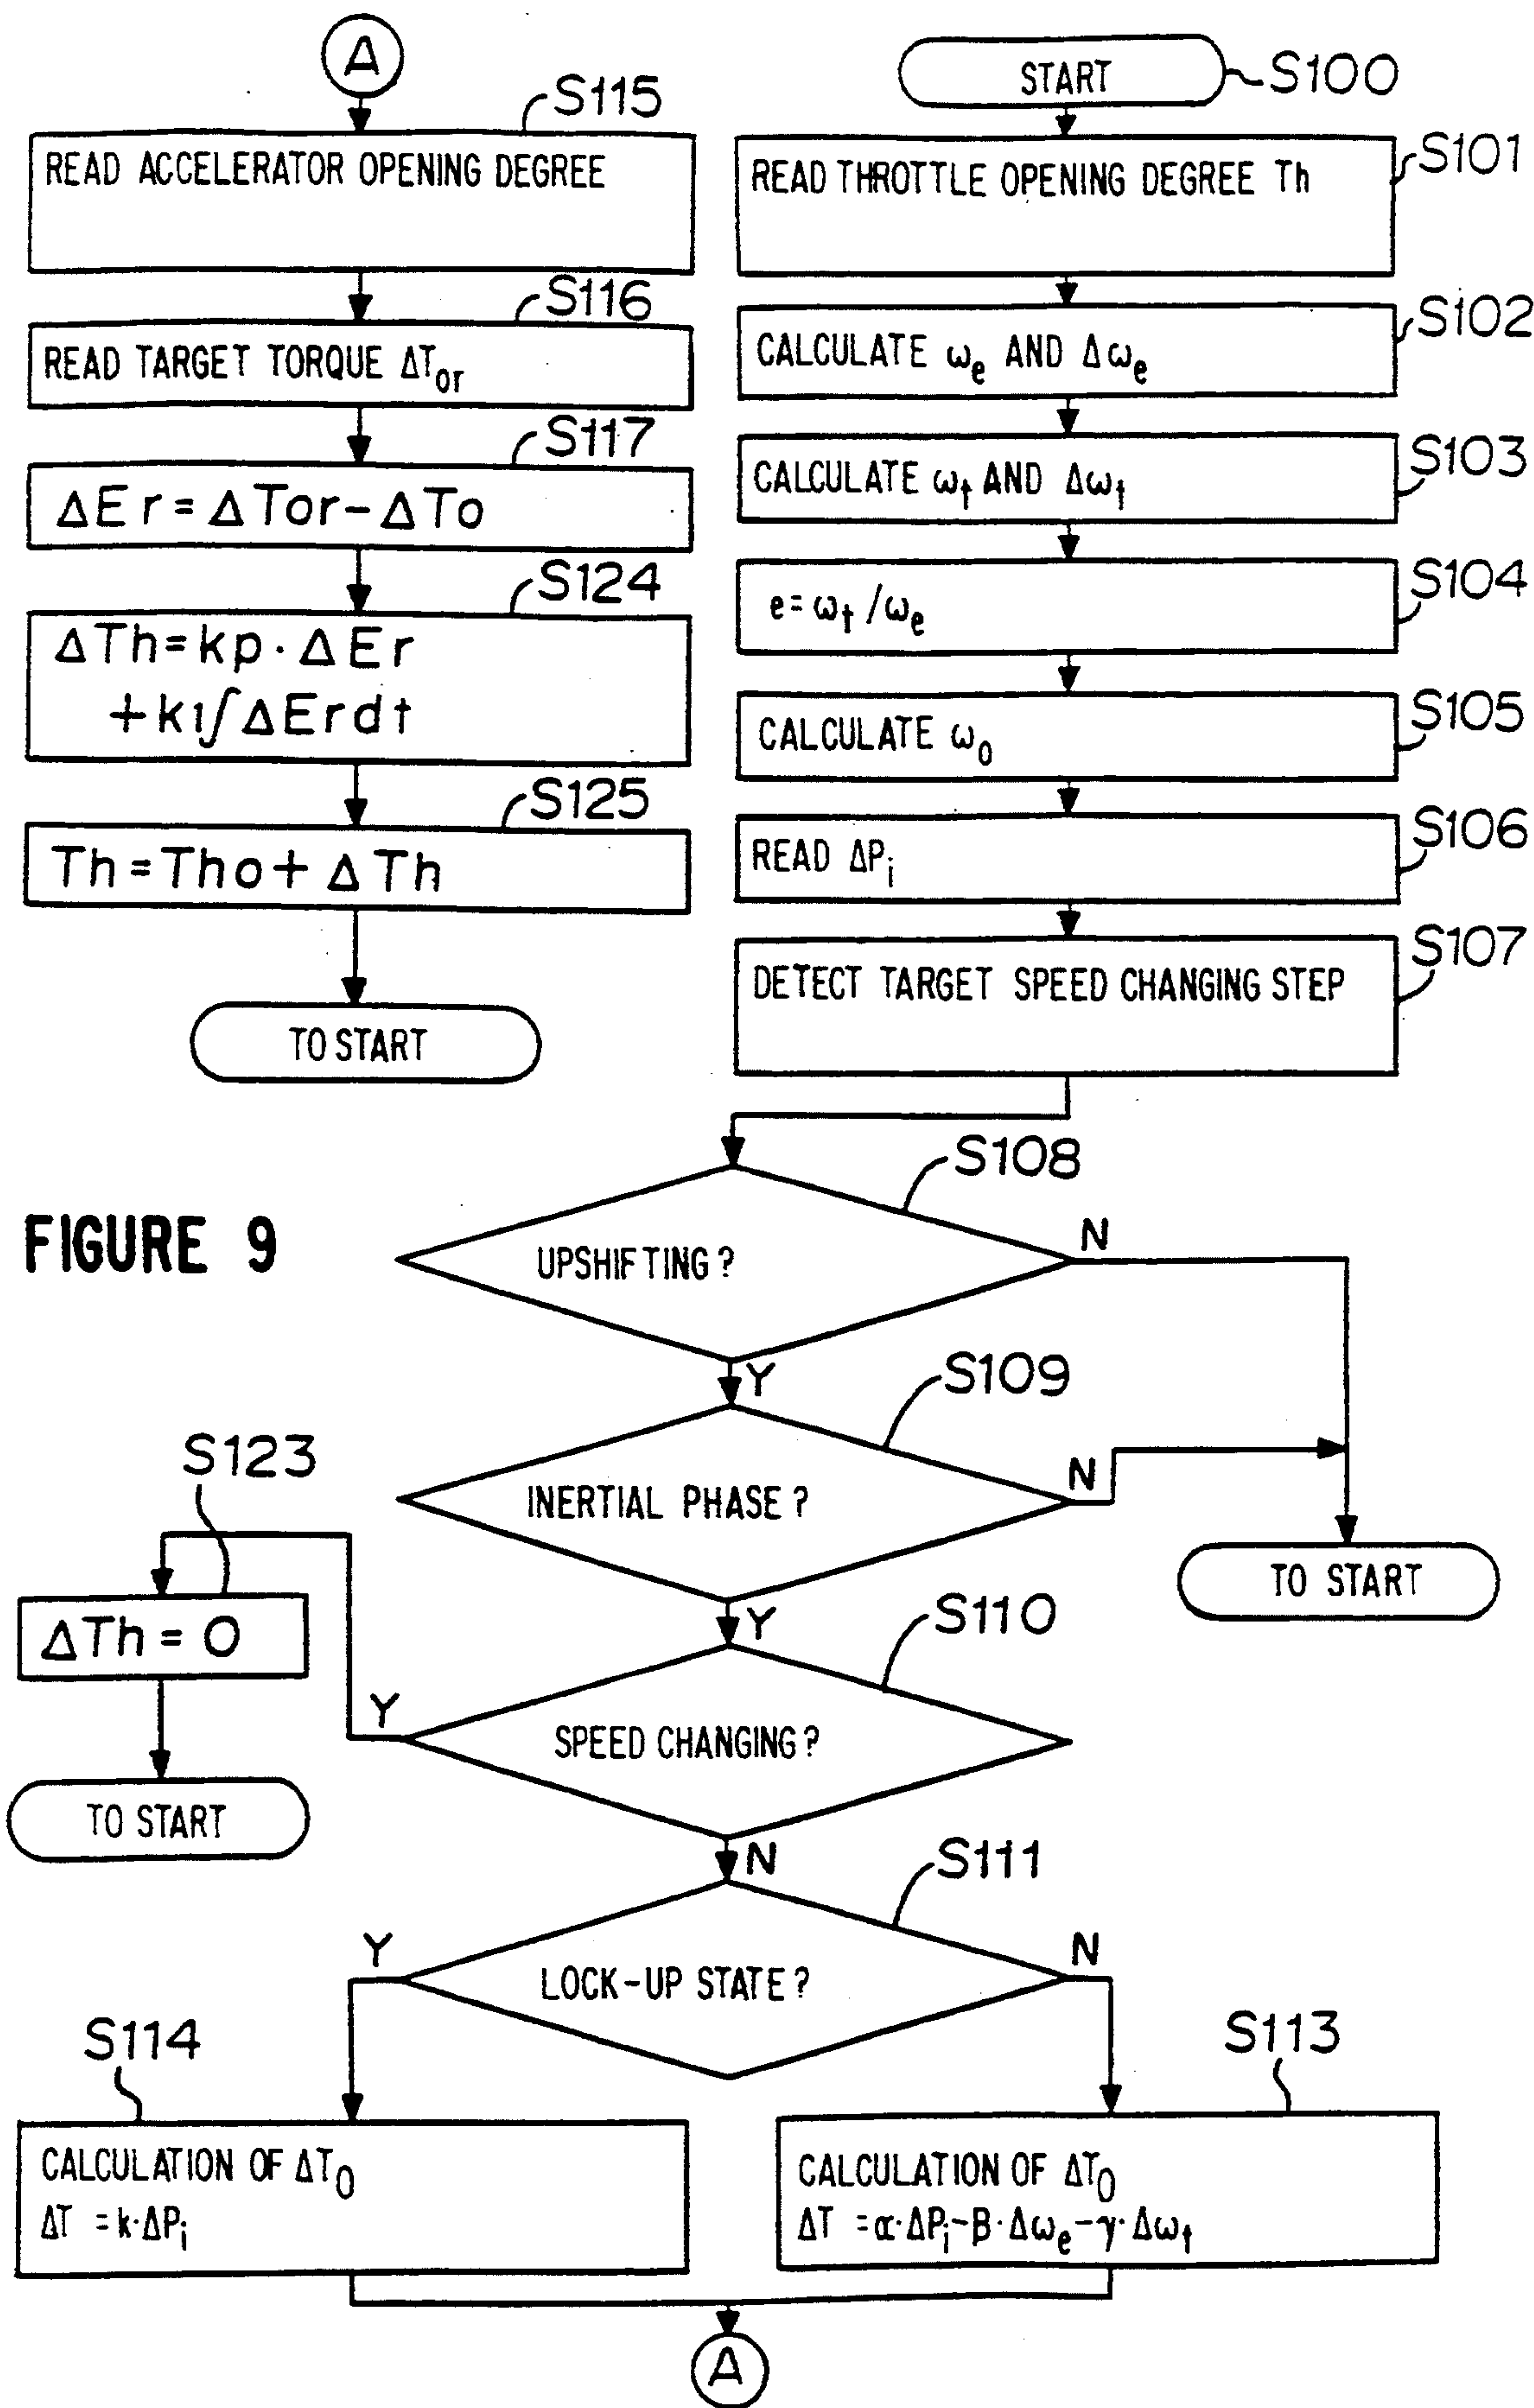 A
S115
READ ACCELERATOR OPENING DEGREE
S116
READ TARGET TORQUE ΔTor
S117
ΔEr = ΔTor - ΔTo
S124
ΔTh = kp · ΔEr
+ k1∫ΔErdt
S125
Th = Tho + ΔTh
TO START
START
S100
S101
READ THROTTLE OPENING DEGREE Th
S102
CALCULATE ωe AND Δωe
S103
CALCULATE ωt AND Δωt
S104
e = ωt / ωe
S105
CALCULATE ω0
S106
READ ΔPi
S107
DETECT TARGET SPEED CHANGING STEP
FIGURE 9
S108
UPSHIFTING ?
N
Y
S109
INERTIAL PHASE ?
N
TO START
Y
S123
ΔTh = 0
TO START
S110
SPEED CHANGING ?
Y
N
S111
LOCK-UP STATE ?
Y
N
S114
CALCULATION OF ΔT0
ΔT = k·ΔPi
S113
CALCULATION OF ΔT0
ΔT = α·ΔPi - β·Δωe - γ·Δωt
A